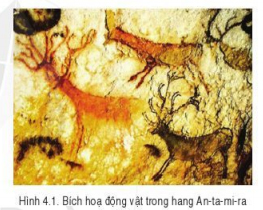 Hình 4.1. Bích hoạ động vật trong hang An-ta-mi-ra